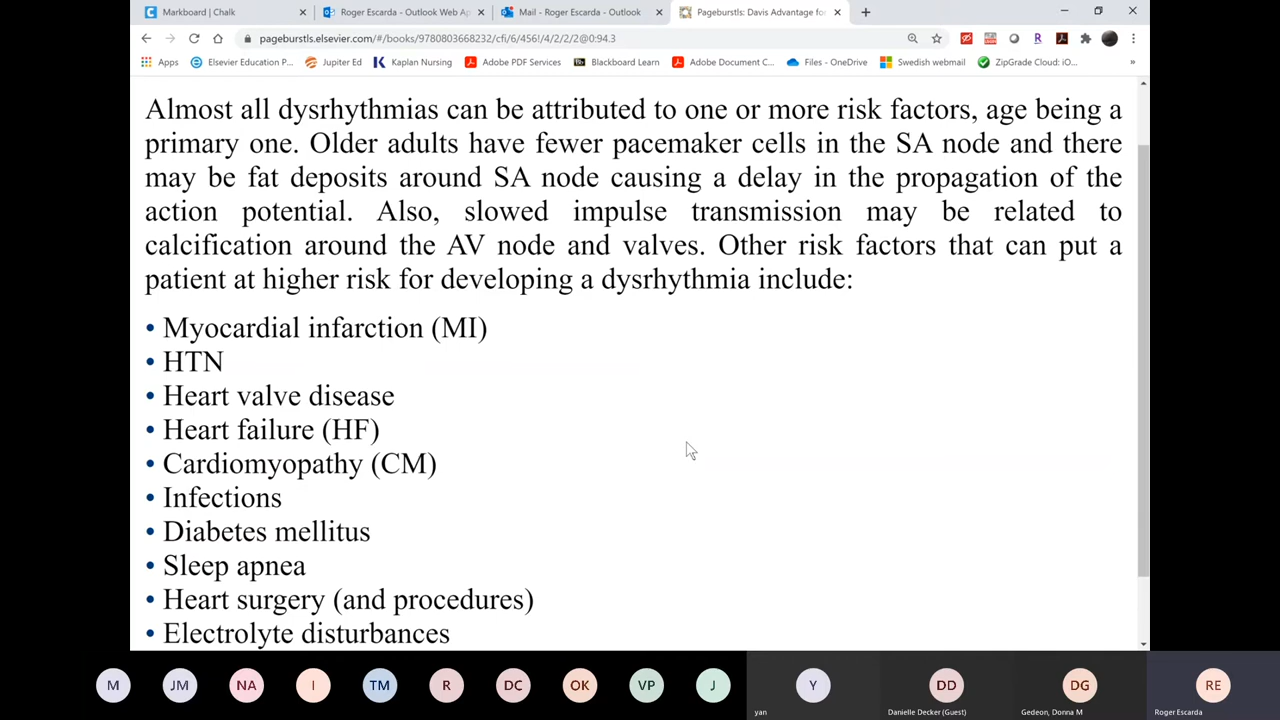 Markboard | Chalk
Roger Escarda - Outlook Web Ap
Mail - Roger Escarda - Outlook
Pageburstls: Davis Advantage for
pageburstls.elsevier.com/#/books/9780803668232/cfi/6/456!/4/2/2/2@0:94.3
Apps
Elsevier Education P...
Jupiter Ed
Kaplan Nursing
Adobe PDF Services
Blackboard Learn
Adobe Document C...
Files - OneDrive
Swedish webmail
ZipGrade Cloud: iO...
Almost all dysrhythmias can be attributed to one or more risk factors, age being a
primary one. Older adults have fewer pacemaker cells in the SA node and there
may be fat deposits around SA node causing a delay in the propagation of the
action potential. Also, slowed impulse transmission may be related to
calcification around the AV node and valves. Other risk factors that can put a
patient at higher risk for developing a dysrhythmia include:
• Myocardial infarction (MI)
• HTN
• Heart valve disease
• Heart failure (HF)
• Cardiomyopathy (CM)
• Infections
• Diabetes mellitus
• Sleep apnea
• Heart surgery (and procedures)
• Electrolyte disturbances
M
JM
NA
I
TM
R
DC
OK
VP
J
Y
DD
DG
RE
yan
Danielle Decker (Guest)
Gedeon, Donna M
Roger Escarda